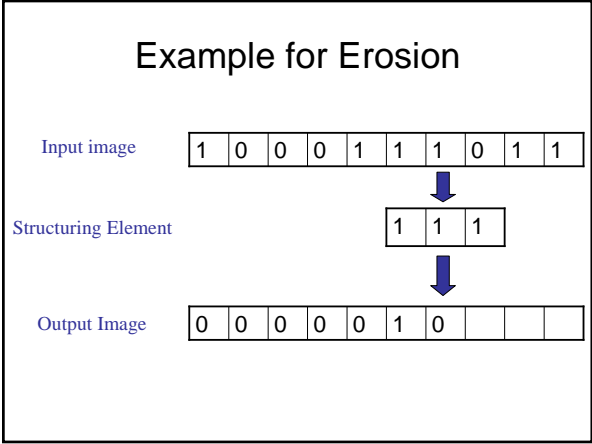 Example for Erosion
Input image 1 0 0 0 1 1 1 0 1 1
Structuring Element 1 1 1
Output Image 0 0 0 0 0 1 0